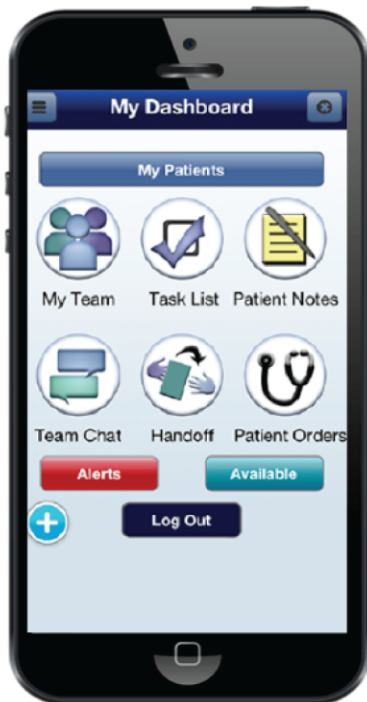 My Dashboard
My Patients
My Team Task List Patient Notes
Team Chat Handoff Patient Orders
Alerts Available
Log Out